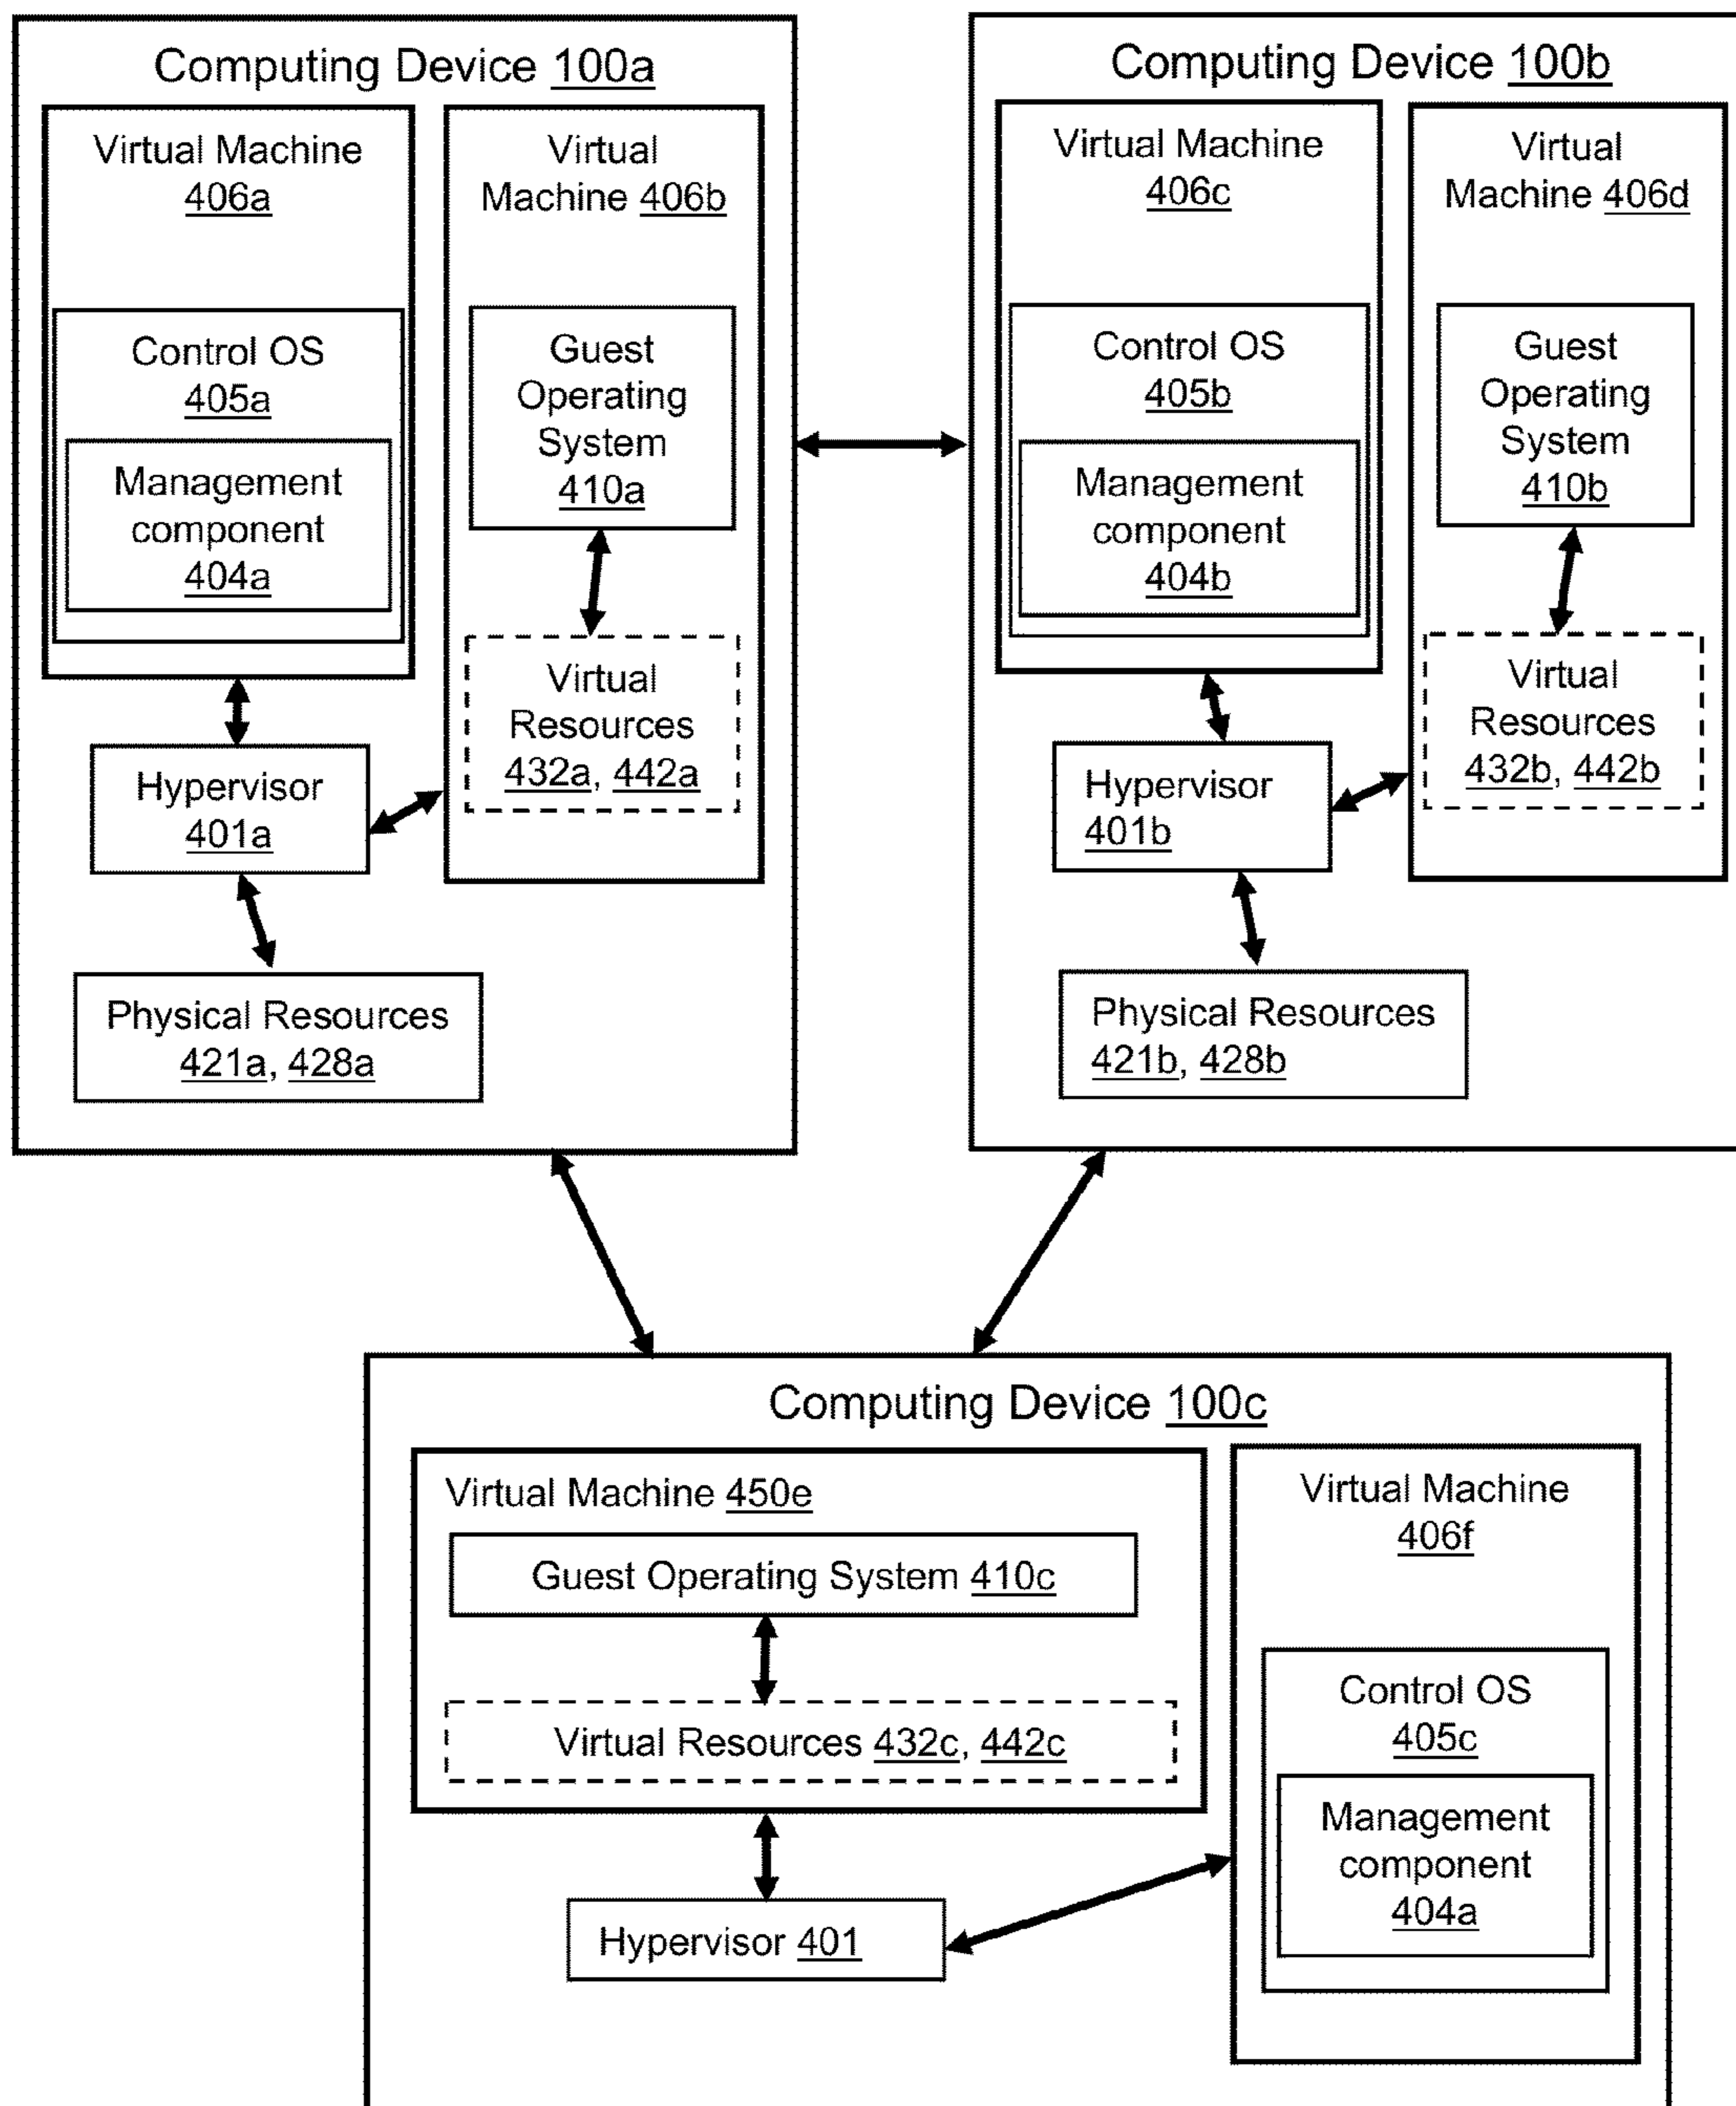 Computing Device 100a
Virtual Machine
406a
Control OS
405a
Management
component
404a
Virtual
Machine 406b
Guest
Operating
System
410a
Virtual
Resources
432a, 442a
Hypervisor
401a
Physical Resources
421a, 428a
Computing Device 100b
Virtual Machine
406c
Control OS
405b
Management
component
404b
Virtual
Machine 406d
Guest
Operating
System
410b
Virtual
Resources
432b, 442b
Hypervisor
401b
Physical Resources
421b, 428b
Computing Device 100c
Virtual Machine 450e
Guest Operating System 410c
Virtual Resources 432c, 442c
Hypervisor 401
Virtual Machine
406f
Control OS
405c
Management
component
404a